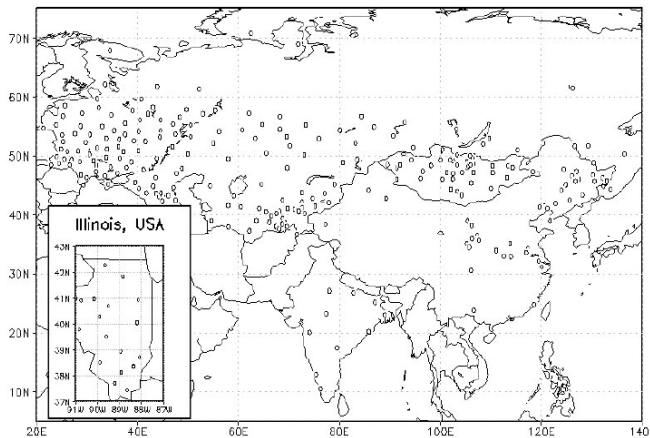 70N
60N
50N
40N
30N
20N
10N
Illinois, USA
43N
42N
41N
40N
39N
38N
37N
91W 90W 89W 88W 87W
20E 40E 60E 80E 100E 120E 140